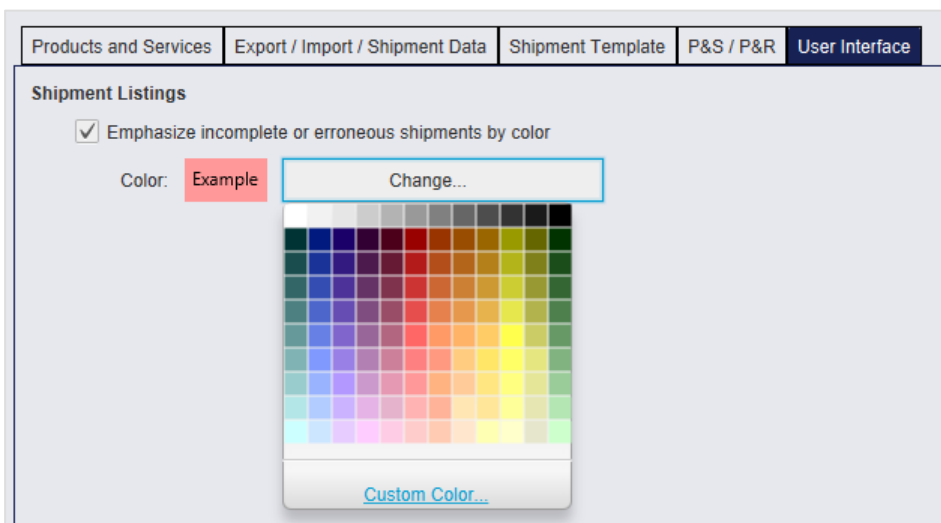 Products and Services Export / Import / Shipment Data Shipment Template P&S / P&R User Interface
Shipment Listings
Emphasize incomplete or erroneous shipments by color
Color: Example Change...
Custom Color...